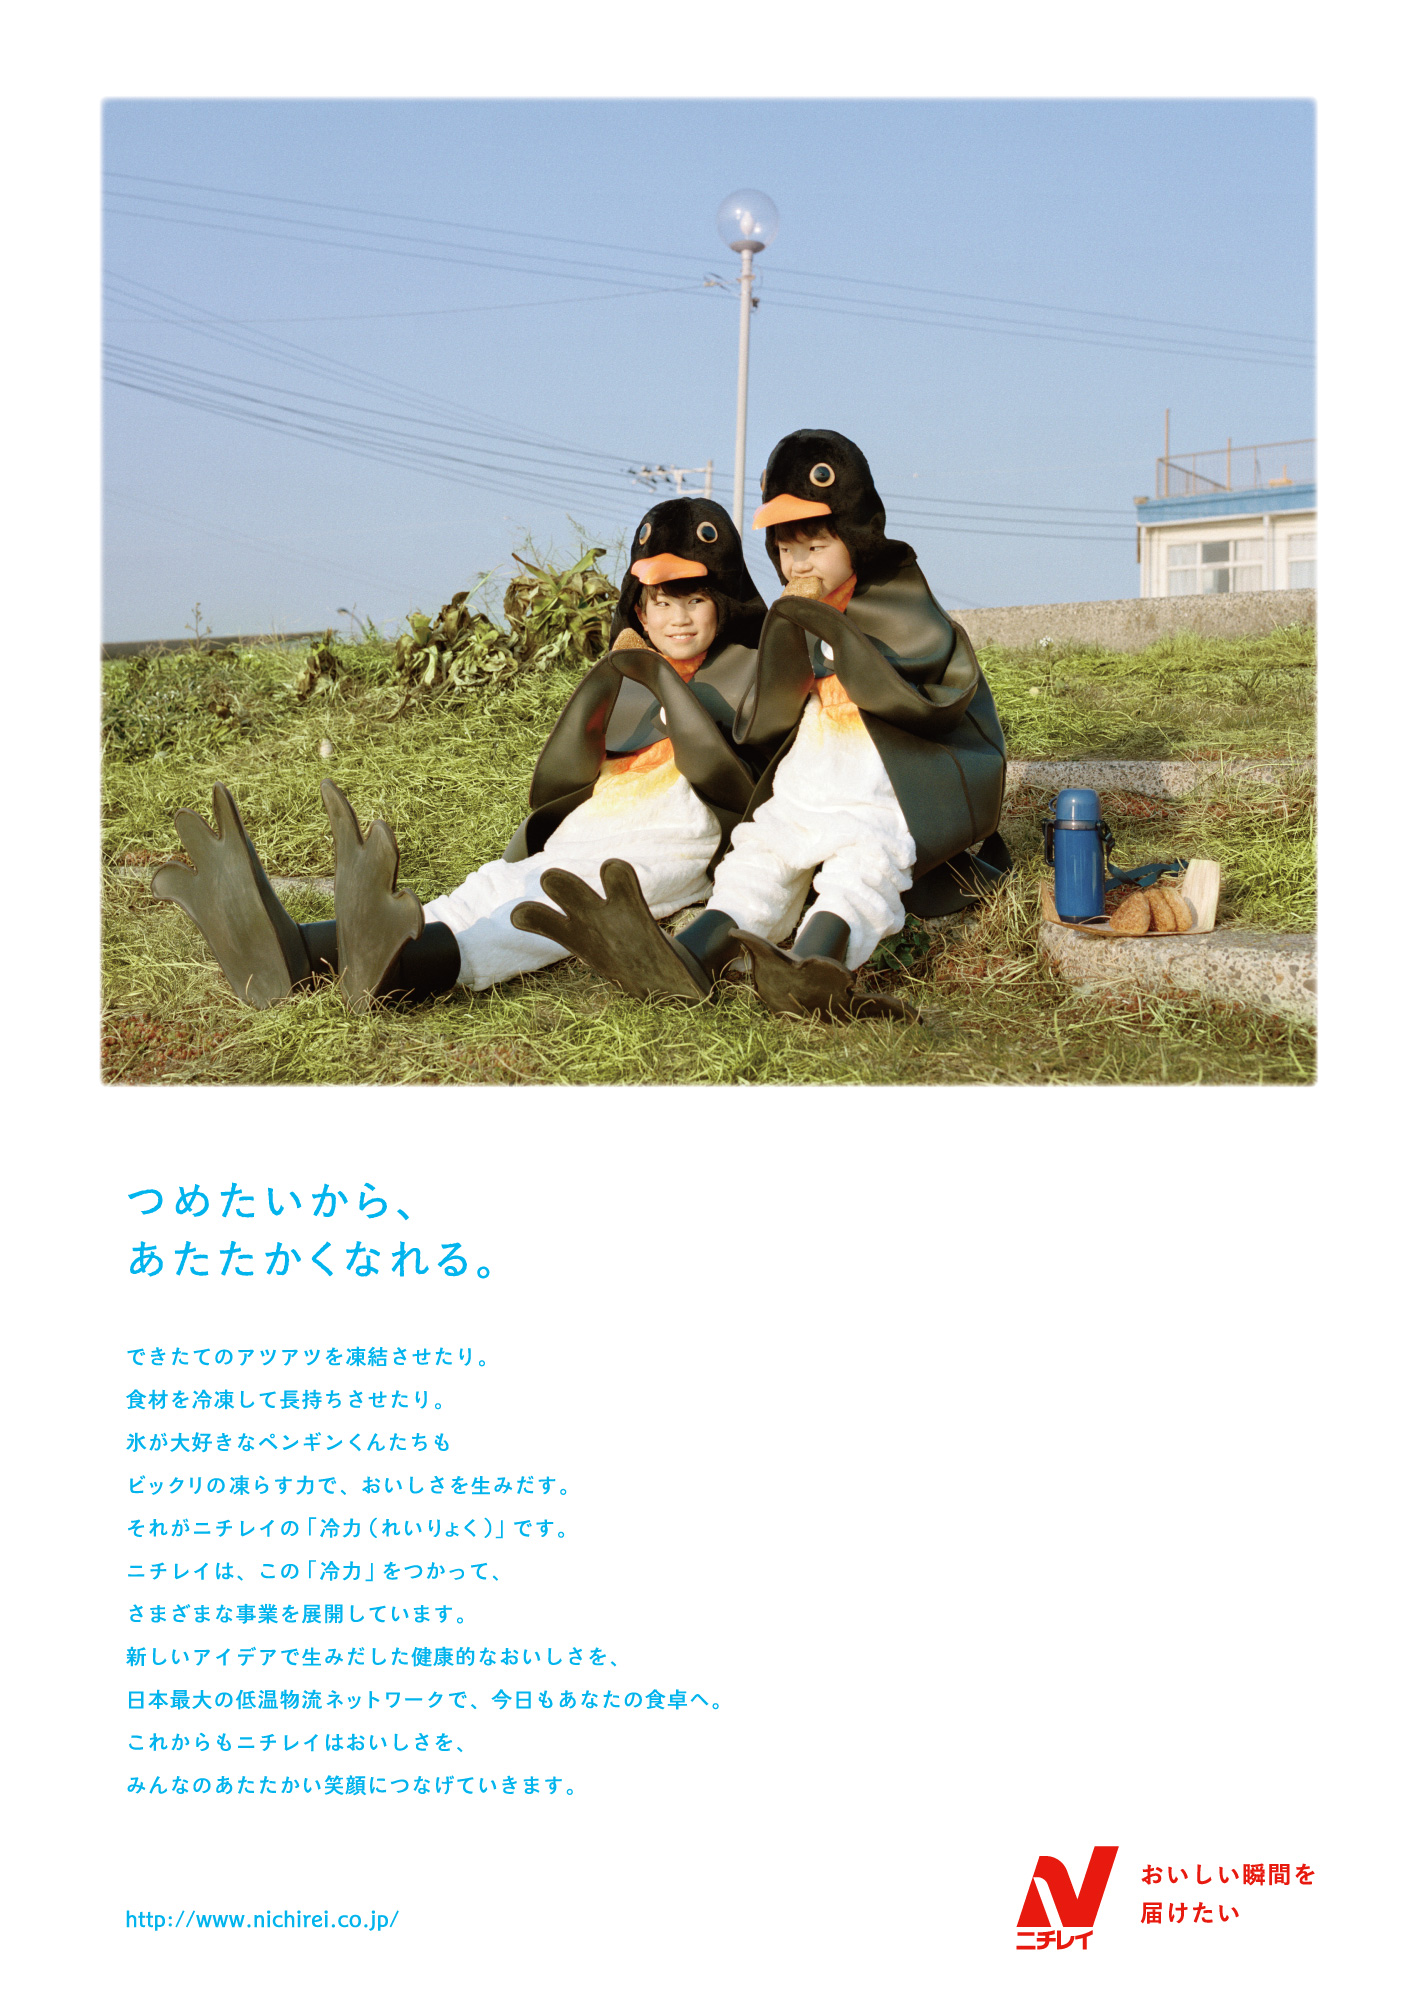 つめたいから、
あたたかくなれる。
できたてのアツアツを凍結させたり。
食材を冷凍して長持ちさせたり。
氷が大好きなペンギンくんたちも
ビックリの凍らす力で、おいしさを生みだす。
それがニチレイの「冷力（れいりょく）」です。
ニチレイは、この「冷力」をつかって、
さまざまな事業を展開しています。
新しいアイデアで生みだした健康的なおいしさを、
日本最大の低温物流ネットワークで、今日もあなたの食卓へ。
これからもニチレイはおいしさを、
みんなのあたたかい笑顔につなげていきます。
http://www.nichirei.co.jp/
ニチレイ
おいしい瞬間を
届けたい